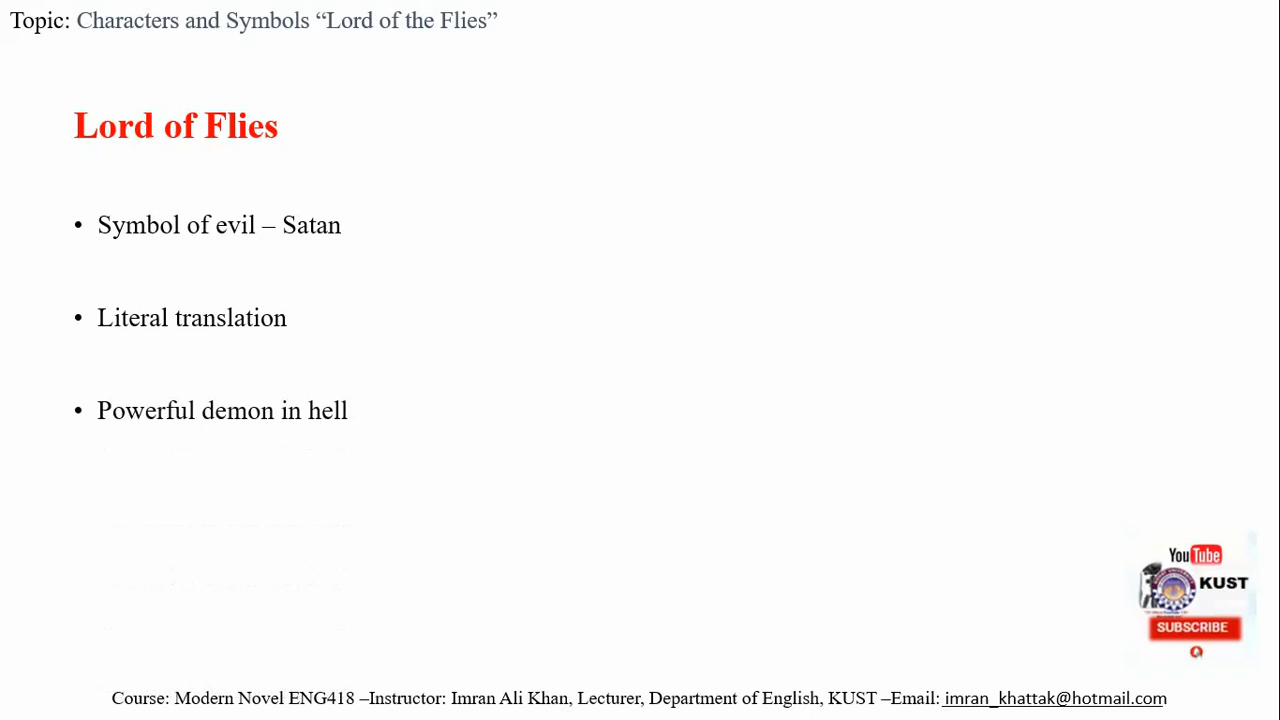 Topic: Characters and Symbols “Lord of the Flies”
Lord of Flies
• Symbol of evil – Satan
• Literal translation
• Powerful demon in hell
YouTube
KUST
SUBSCRIBE
Course: Modern Novel ENG418 –Instructor: Imran Ali Khan, Lecturer, Department of English, KUST –Email: imran_khattak@hotmail.com